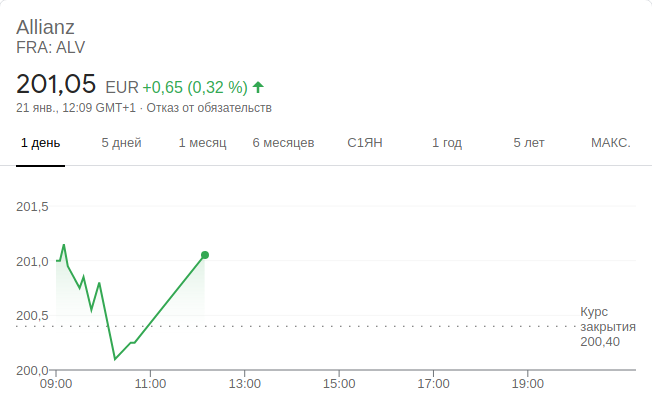 Allianz
FRA: ALV
201,05 EUR +0,65 (0,32 %)
21 янв., 12:09 GMT+1 · Отказ от обязательств
1 день 5 дней 1 месяц 6 месяцев С1ЯН 1 год 5 лет МАКС.
201,5
201,0
200,5
Курс
закрытия
200,40
200,0
09:00 11:00 13:00 15:00 17:00 19:00